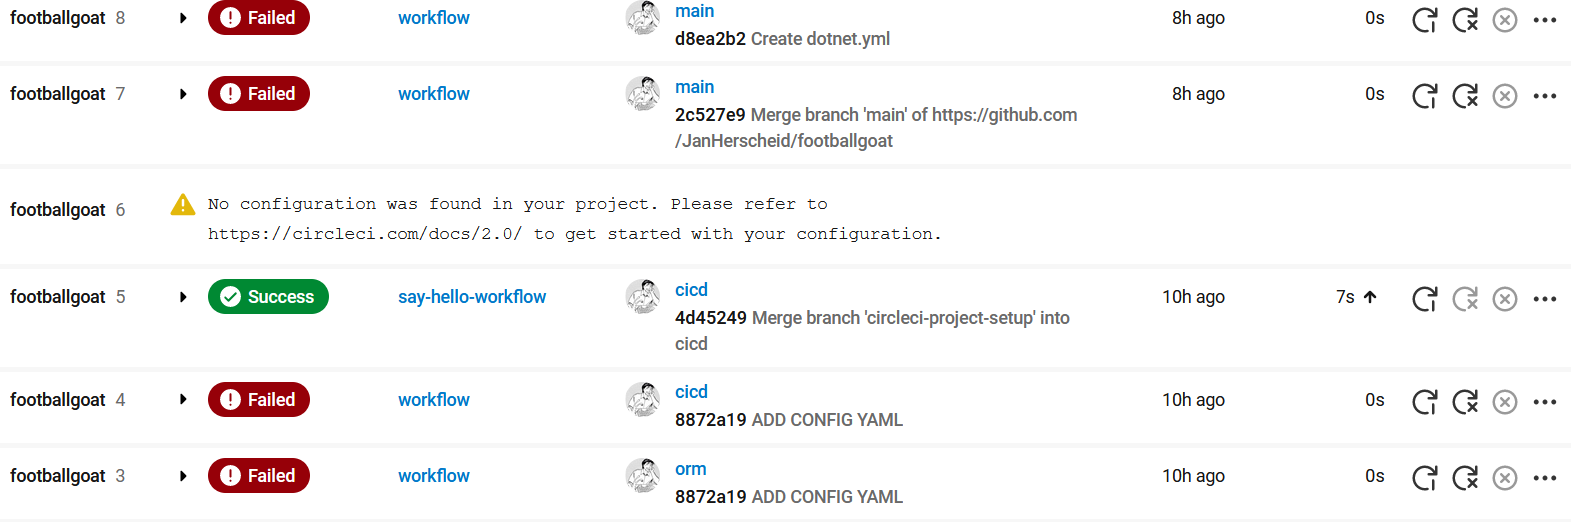 footballgoat 8 Failed workflow main 8h ago 0s
d8ea2b2 Create dotnet.yml
footballgoat 7 Failed workflow main 8h ago 0s
2c527e9 Merge branch 'main' of https://github.com
/JanHerscheid/footballgoat
footballgoat 6 No configuration was found in your project. Please refer to
https://circleci.com/docs/2.0/ to get started with your configuration.
footballgoat 5 Success say-hello-workflow cicd 10h ago 7s
4d45249 Merge branch 'circleci-project-setup' into
cicd
footballgoat 4 Failed workflow cicd 10h ago 0s
8872a19 ADD CONFIG YAML
footballgoat 3 Failed workflow orm 10h ago 0s
8872a19 ADD CONFIG YAML